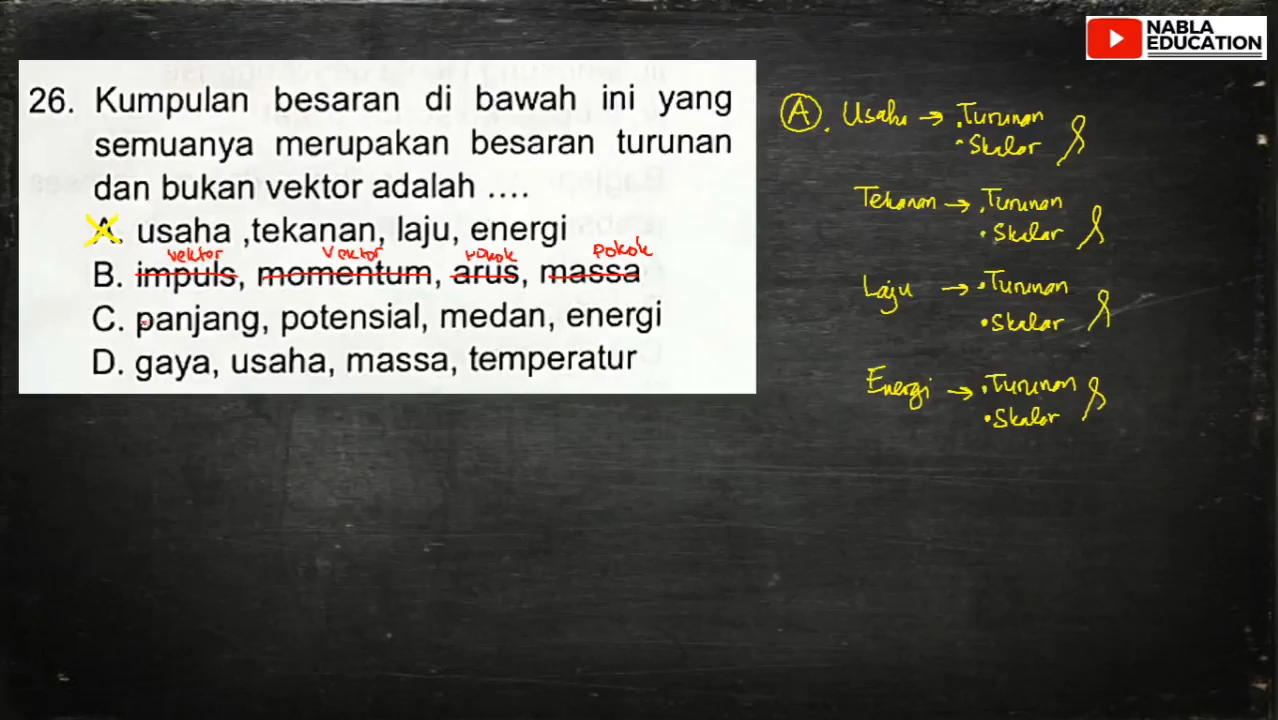 NABLA
EDUCATION
26. Kumpulan besaran di bawah ini yang
semuanya merupakan besaran turunan
dan bukan vektor adalah ....
A. usaha ,tekanan, laju, energi
vektor vektor pokok pokok
B. impuls, momentum, arus, massa
C. panjang, potensial, medan, energi
D. gaya, usaha, massa, temperatur
A. Usaha → • Turunan
• Skalar
Tekanan → • Turunan
• Skalar
Laju → • Turunan
• Skalar
Energi → • Turunan
• Skalar